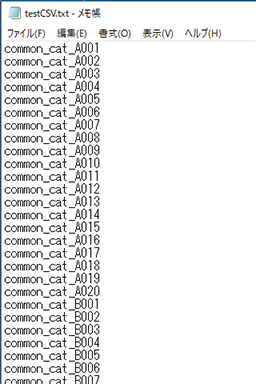 testCSV.txt - メモ帳
ファイル(F) 編集(E) 書式(O) 表示(V) ヘルプ(H)
common_cat_A001
common_cat_A002
common_cat_A003
common_cat_A004
common_cat_A005
common_cat_A006
common_cat_A007
common_cat_A008
common_cat_A009
common_cat_A010
common_cat_A011
common_cat_A012
common_cat_A013
common_cat_A014
common_cat_A015
common_cat_A016
common_cat_A017
common_cat_A018
common_cat_A019
common_cat_A020
common_cat_B001
common_cat_B002
common_cat_B003
common_cat_B004
common_cat_B005
common_cat_B006
common_cat_B007